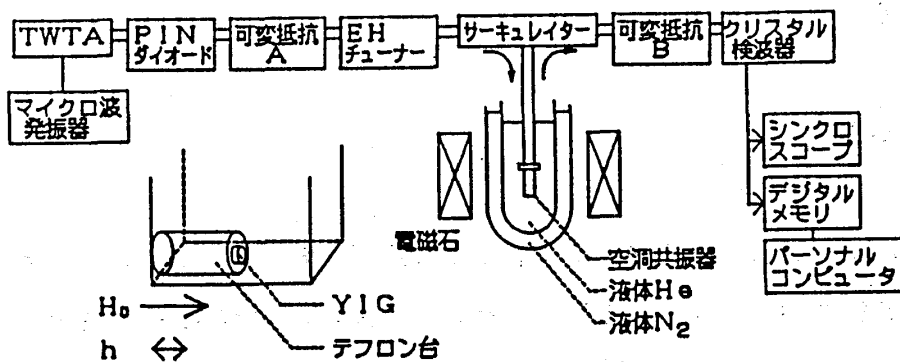 TWTA
PIN
ダイオード
可変抵抗
A
EH
チューナー
サーキュレイター
可変抵抗
B
クリスタル
検波器
マイクロ波
発振器
シンクロ
スコープ
デジタル
メモリ
パーソナル
コンピュータ
電磁石
空洞共振器
液体He
液体N₂
H₀
h
YIG
テフロン台